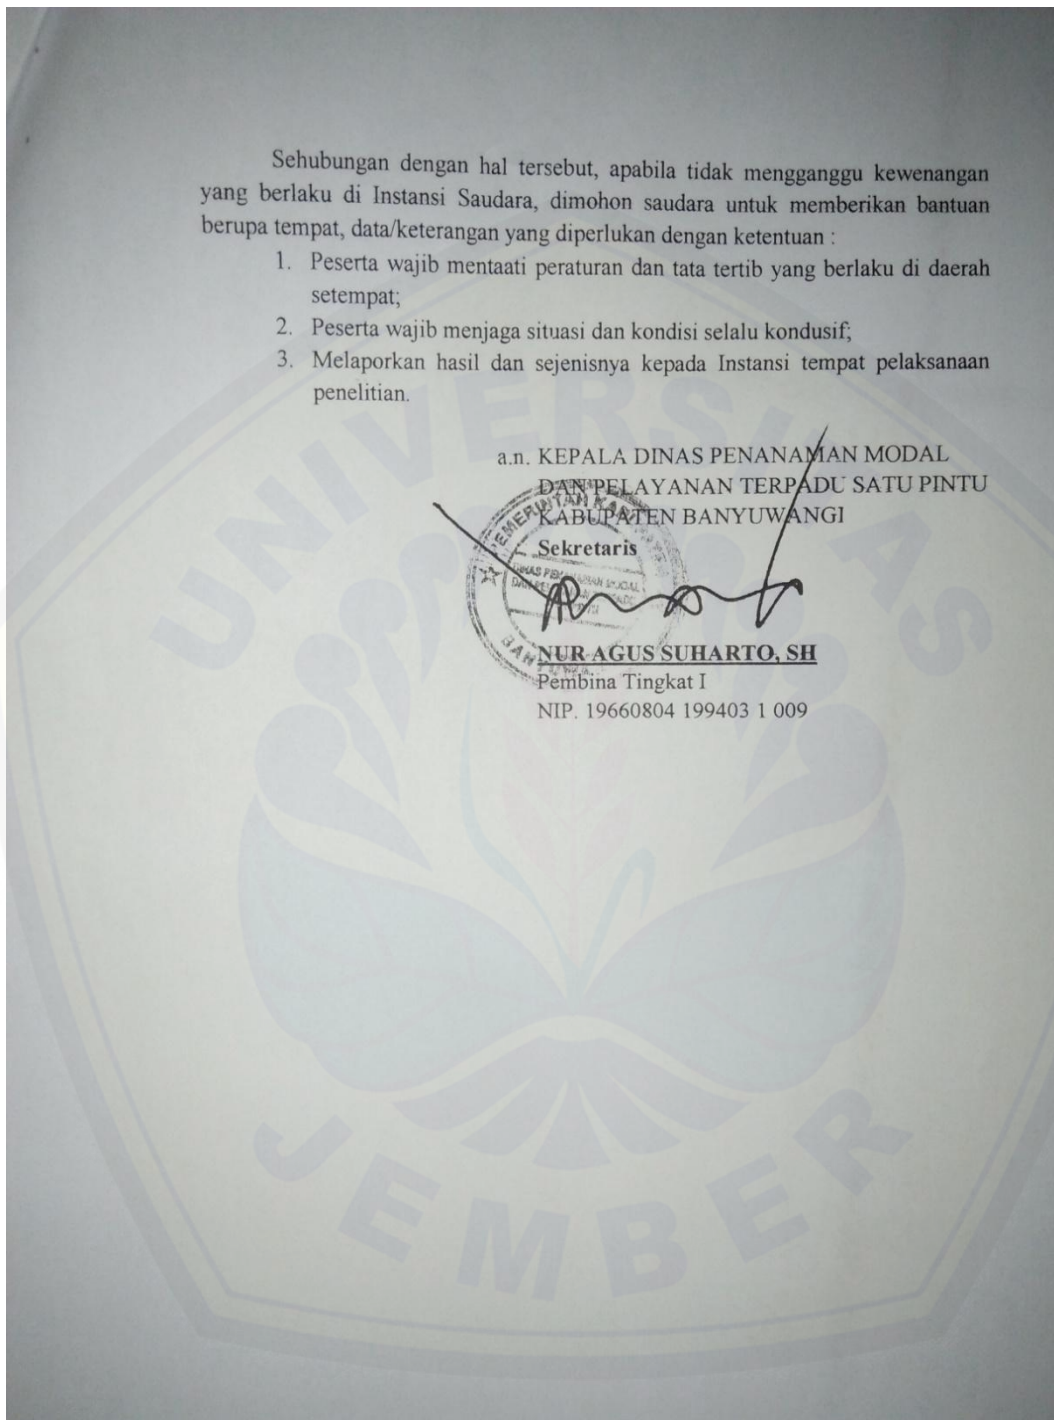 Sehubungan dengan hal tersebut, apabila tidak mengganggu kewenangan
yang berlaku di Instansi Saudara, dimohon saudara untuk memberikan bantuan
berupa tempat, data/keterangan yang diperlukan dengan ketentuan :
1. Peserta wajib mentaati peraturan dan tata tertib yang berlaku di daerah
setempat;
2. Peserta wajib menjaga situasi dan kondisi selalu kondusif;
3. Melaporkan hasil dan sejenisnya kepada Instansi tempat pelaksanaan
penelitian.
a.n. KEPALA DINAS PENANAMAN MODAL
DAN PELAYANAN TERPADU SATU PINTU
KABUPATEN BANYUWANGI
Sekretaris
PEMERINTAH
DINAS
NUR AGUS SUHARTO, SH
Pembina Tingkat I
NIP. 19660804 199403 1 009
UNIVERSITAS
JEMBER